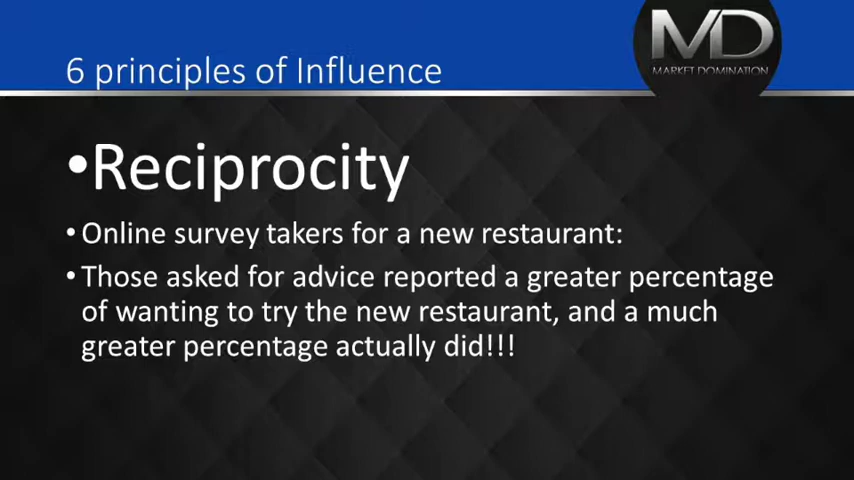 6 principles of Influence
MD
MARKET DOMINATION
•Reciprocity
• Online survey takers for a new restaurant:
• Those asked for advice reported a greater percentage
of wanting to try the new restaurant, and a much
greater percentage actually did!!!